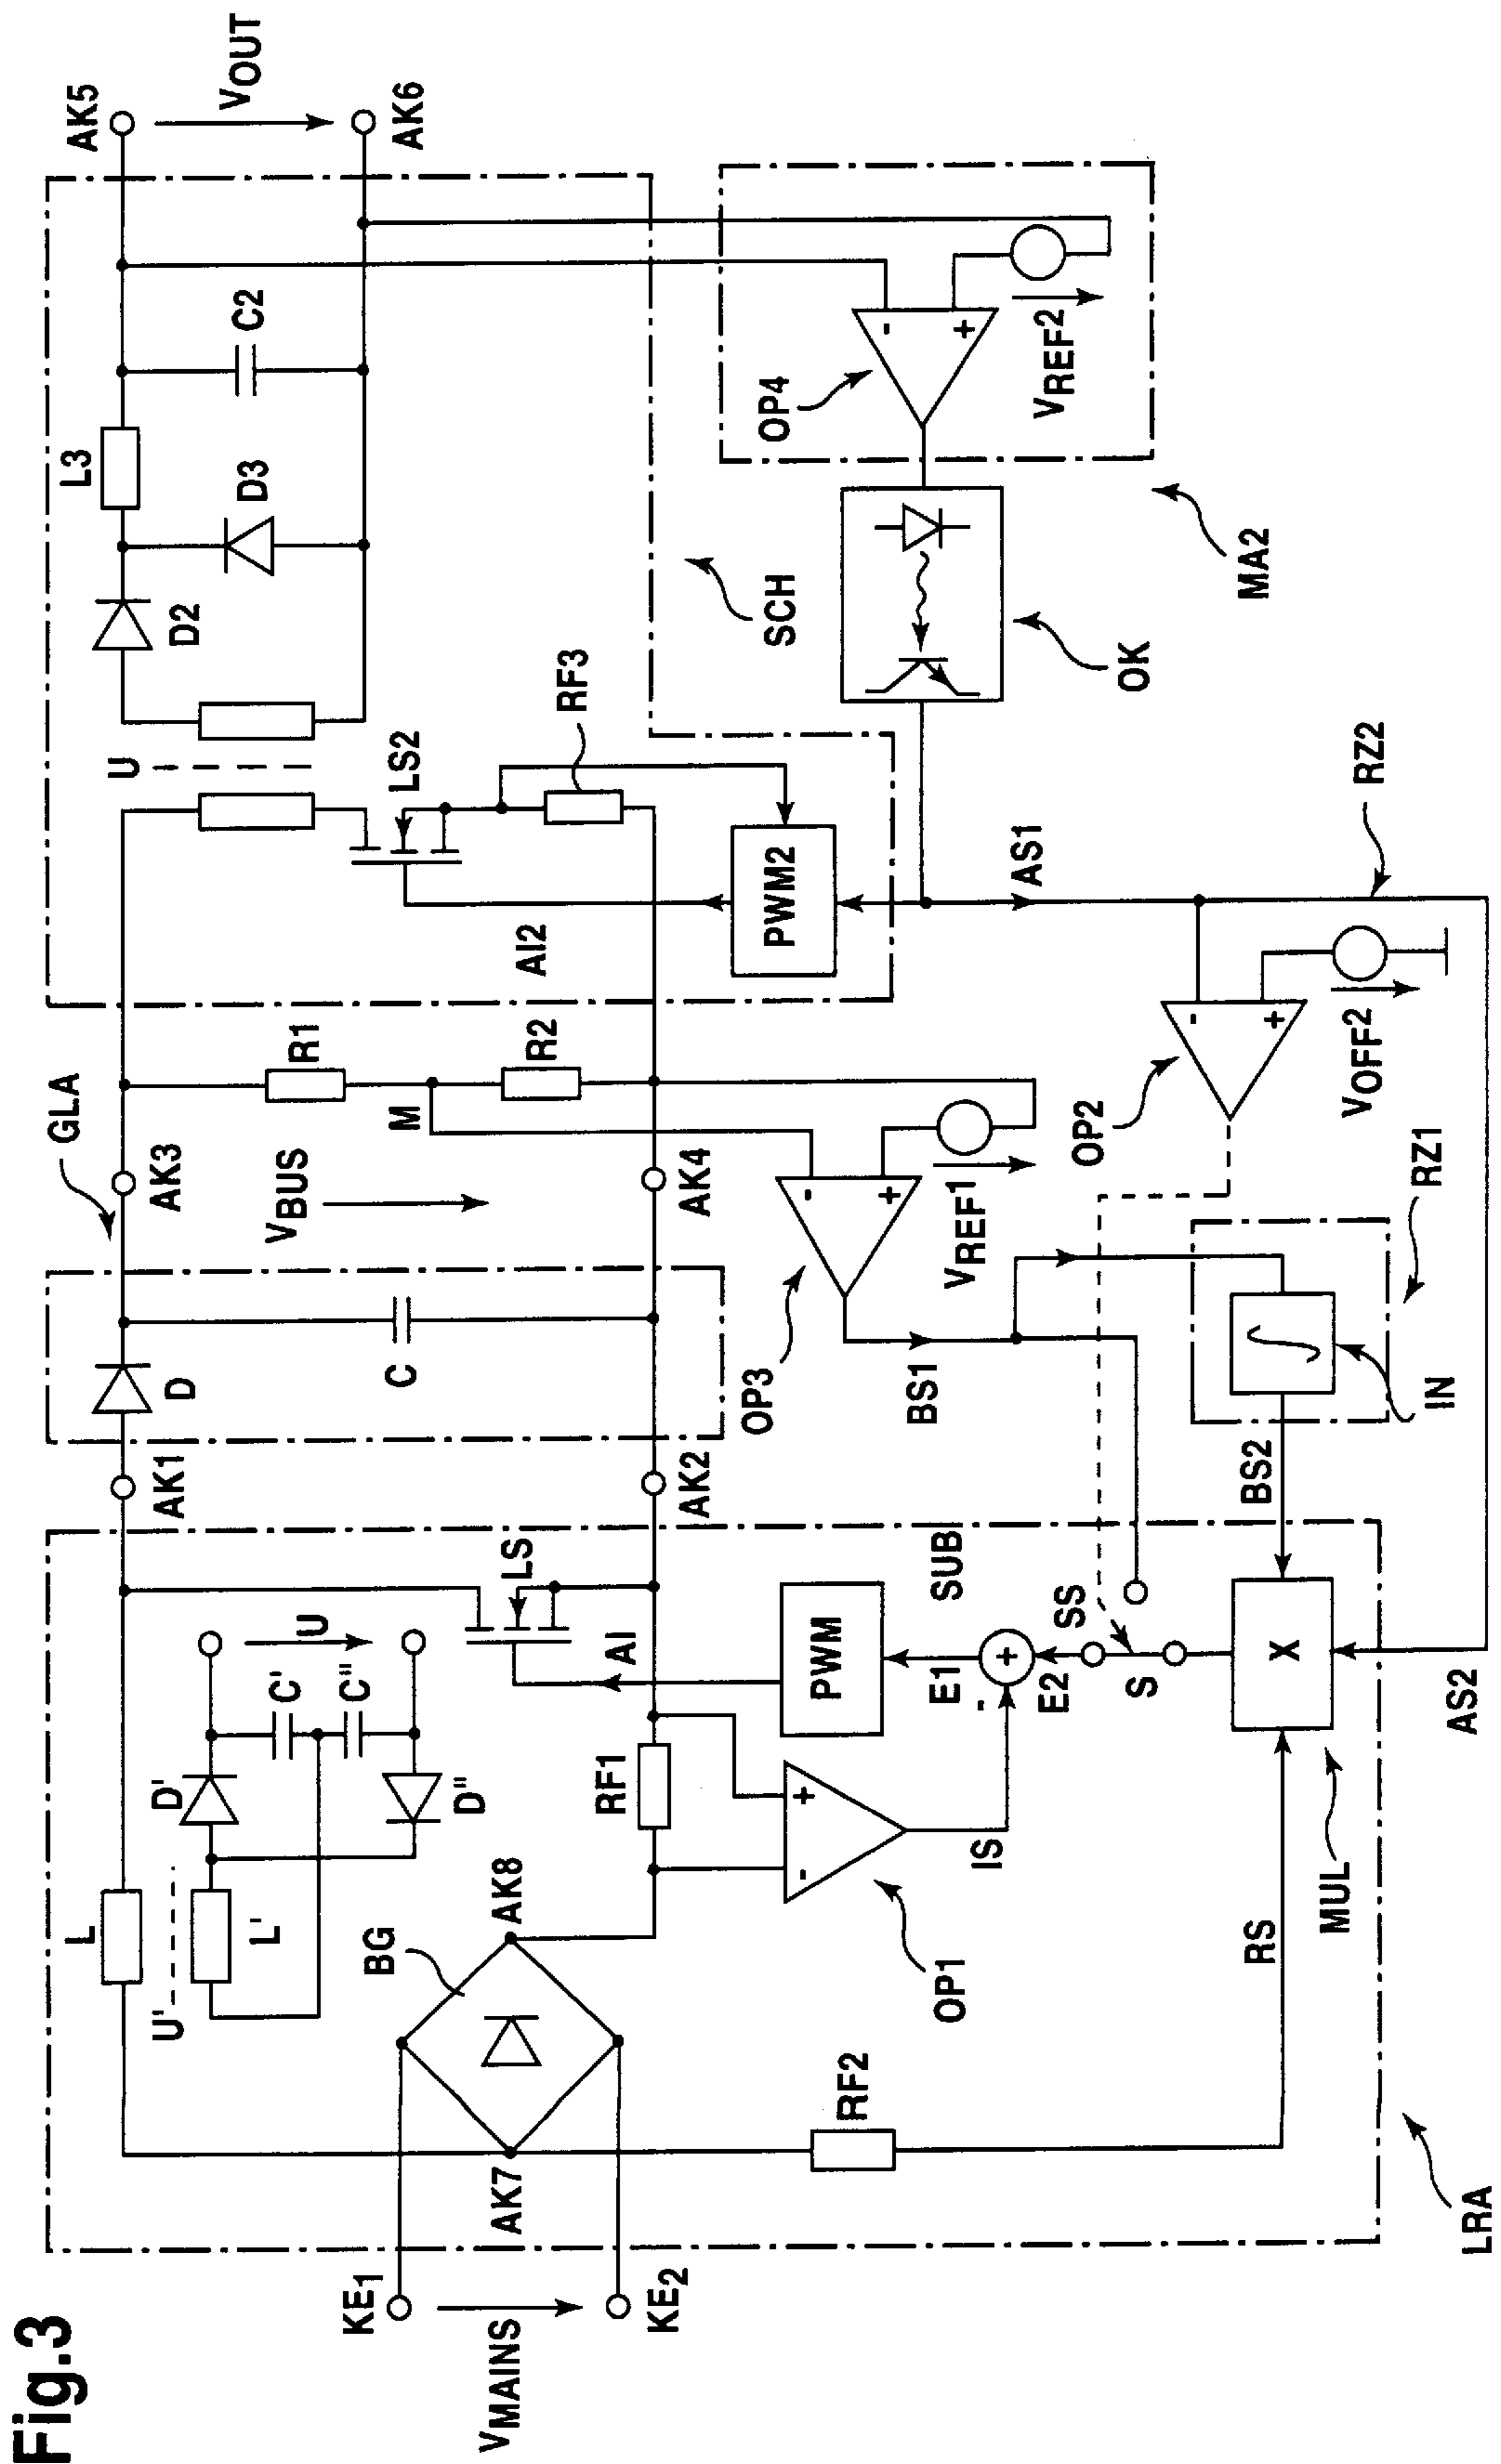 Fig.3
VMAINS
KE1
KE2
LRA
AK7
AK8
BG
L
U'
L'
D'
D"
C'
C"
U
RF1
RF2
OP1
IS
RS
MUL
X
AS2
S
SS
E2
E1
+
-
SUB
PWM
AI
LS
-
+
AK1
AK2
D
C
GLA
AK3
AK4
VBUS
M
R1
R2
OP3
-
+
VREF1
BS1
BS2
IN
RZ1
OP2
-
+
VOFF2
RZ2
AS1
AI2
PWM2
LS2
RF3
U
D2
D3
L3
C2
SCH
OK
MA2
OP4
-
+
VREF2
AK5
AK6
VOUT